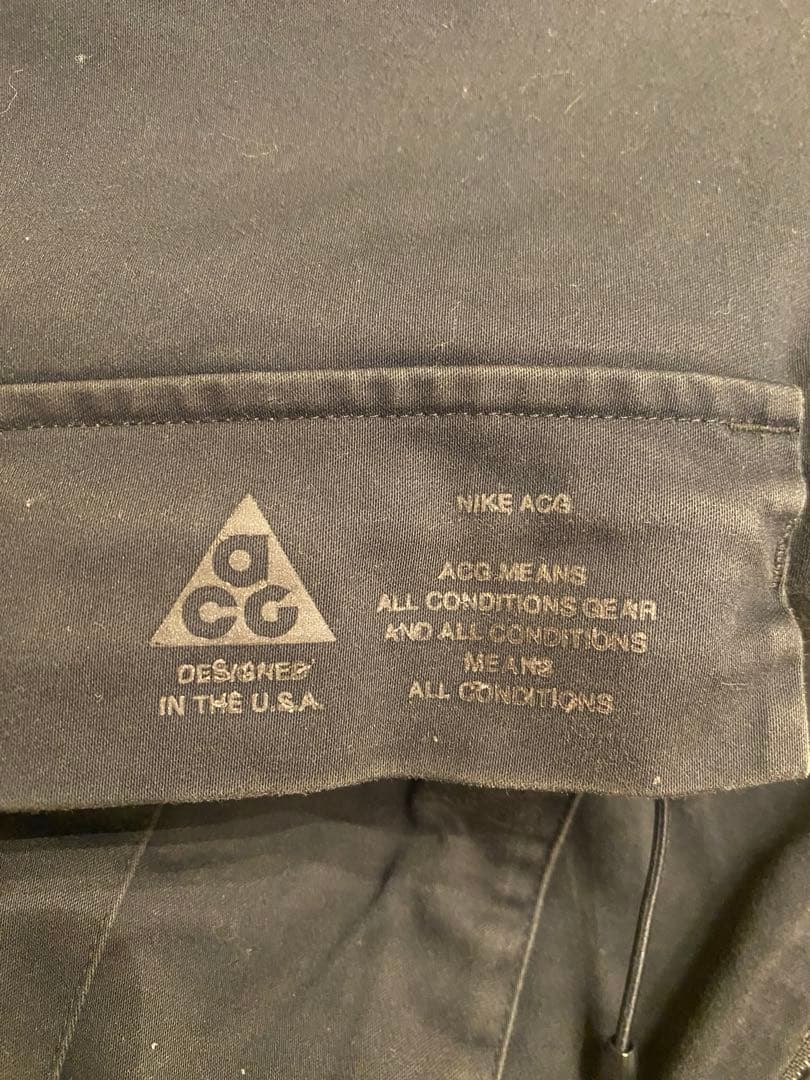 aCG
DESIGNED
IN THE U.S.A.
NIKE ACG
ACG MEANS
ALL CONDITIONS GEAR
AND ALL CONDITIONS
MEANS
ALL CONDITIONS